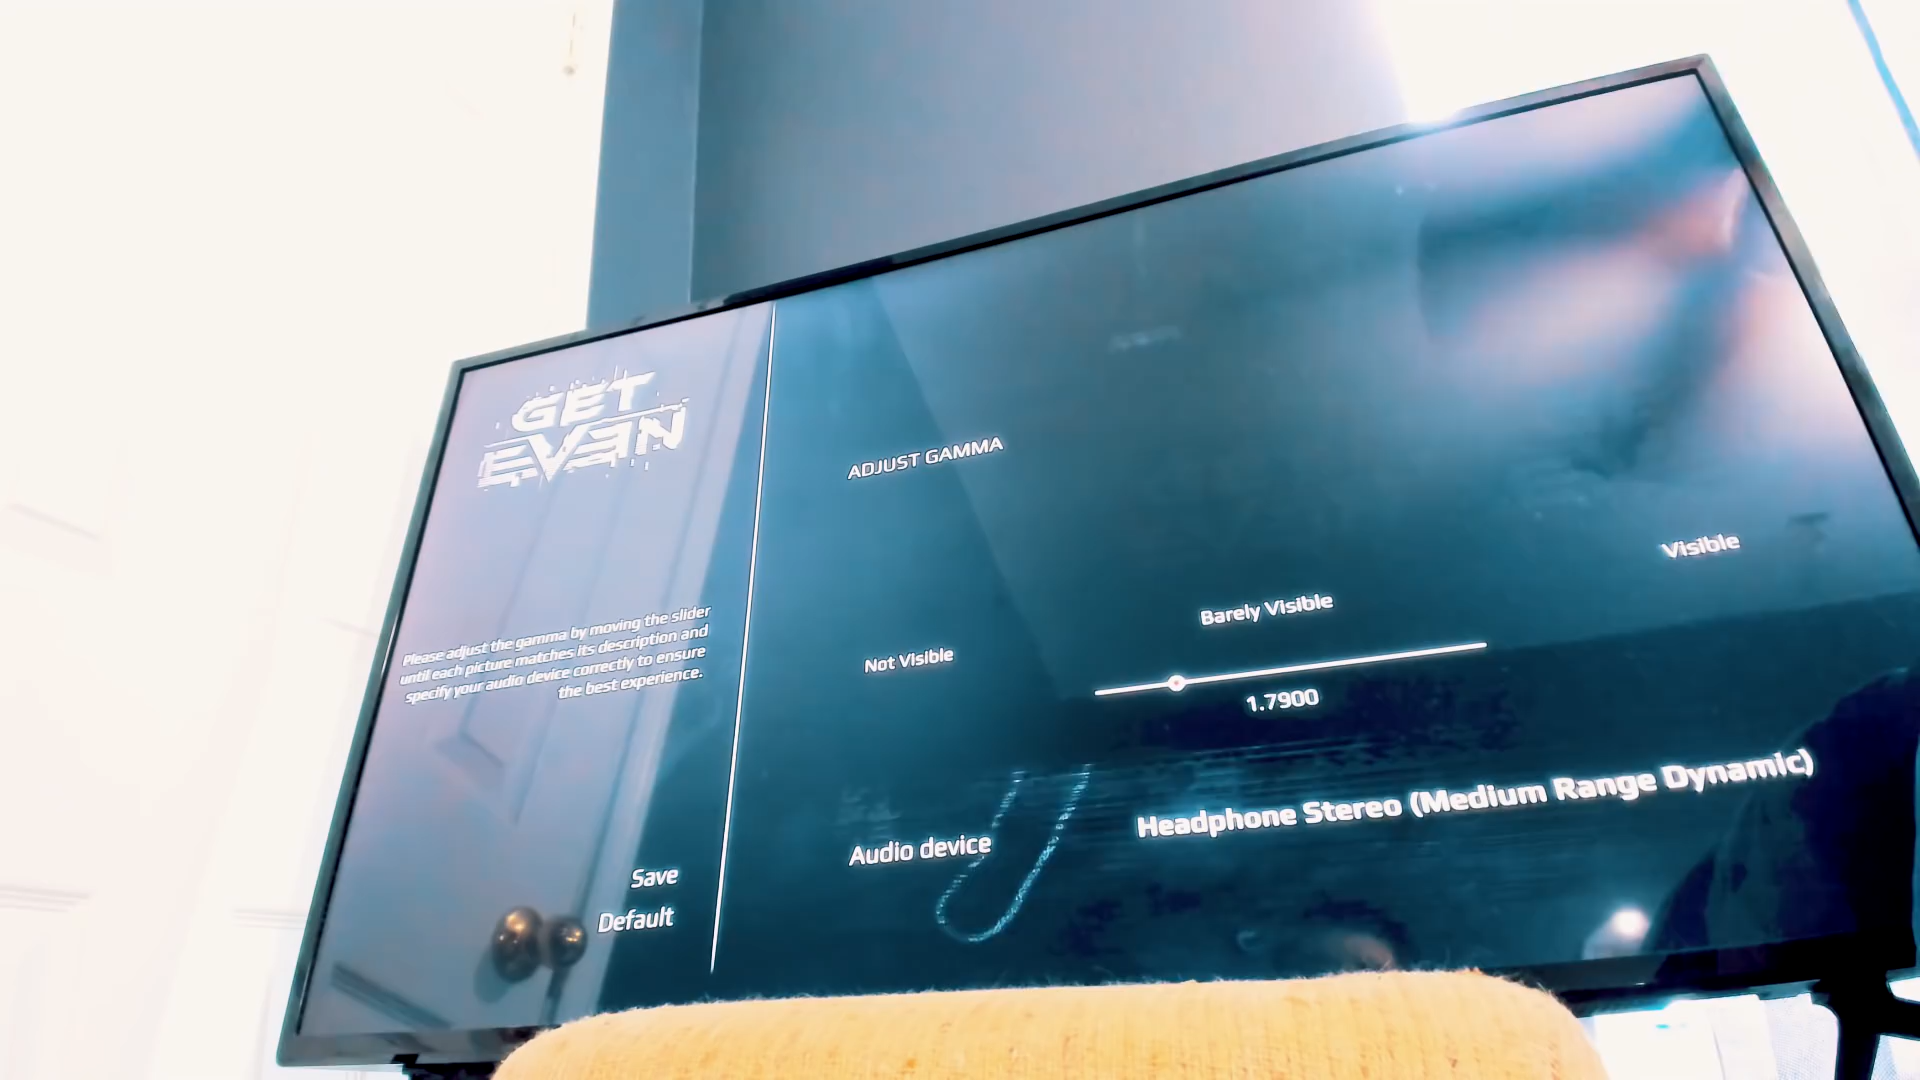 GET
EVEN
Please adjust the gamma by moving the slider
until each picture matches its description and
specify your audio device correctly to ensure
the best experience.
Save
Default
ADJUST GAMMA
Not Visible
Barely Visible
Visible
1.7900
Audio device
Headphone Stereo (Medium Range Dynamic)